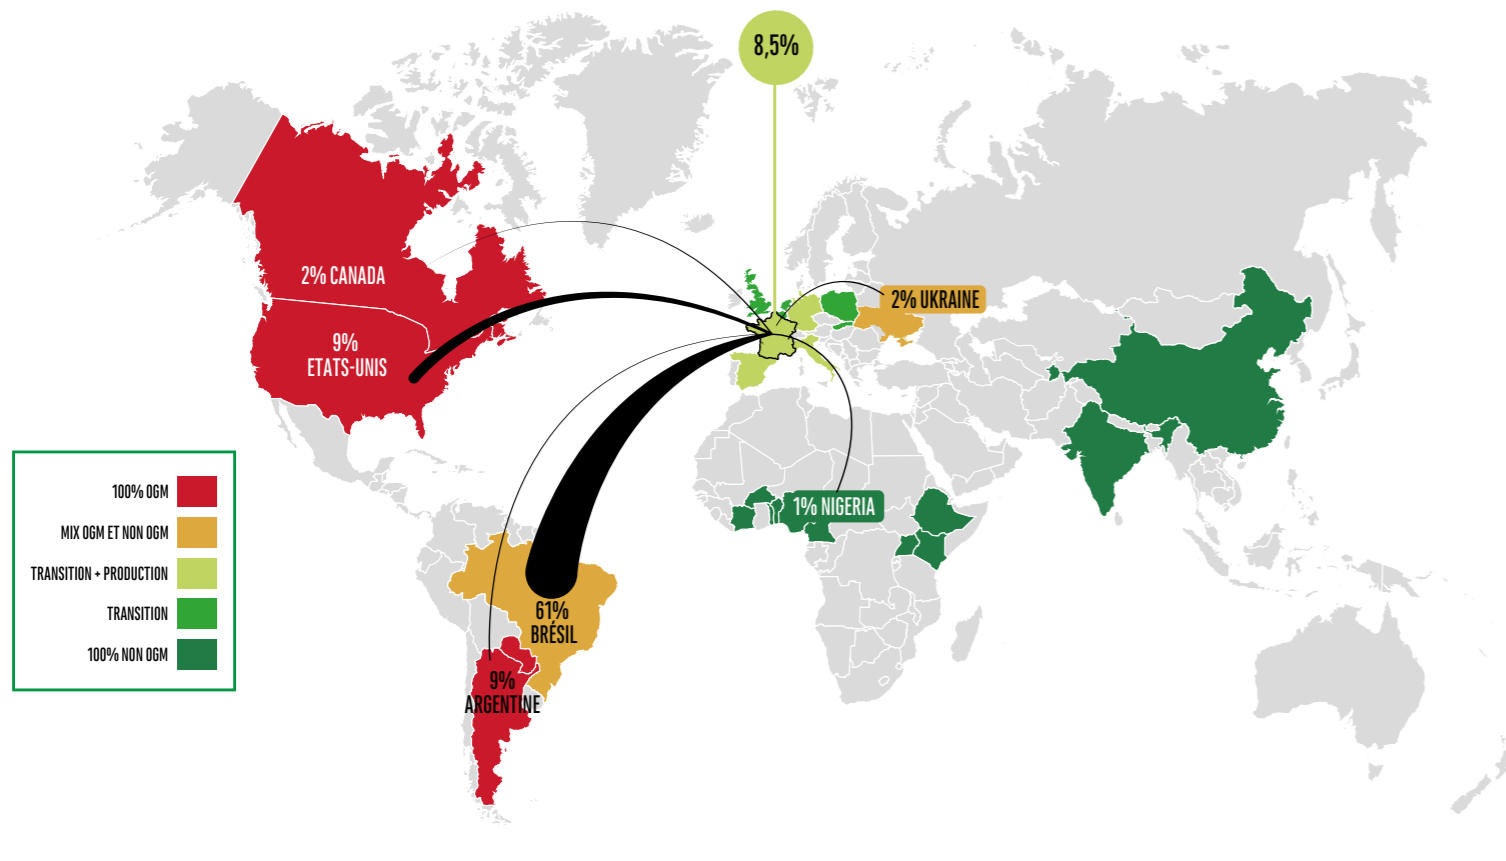 8,5%
2% CANADA
9%
ETATS-UNIS
2% UKRAINE
1% NIGERIA
61%
BRÉSIL
9%
ARGENTINE
100% OGM
MIX OGM ET NON OGM
TRANSITION + PRODUCTION
TRANSITION
100% NON OGM